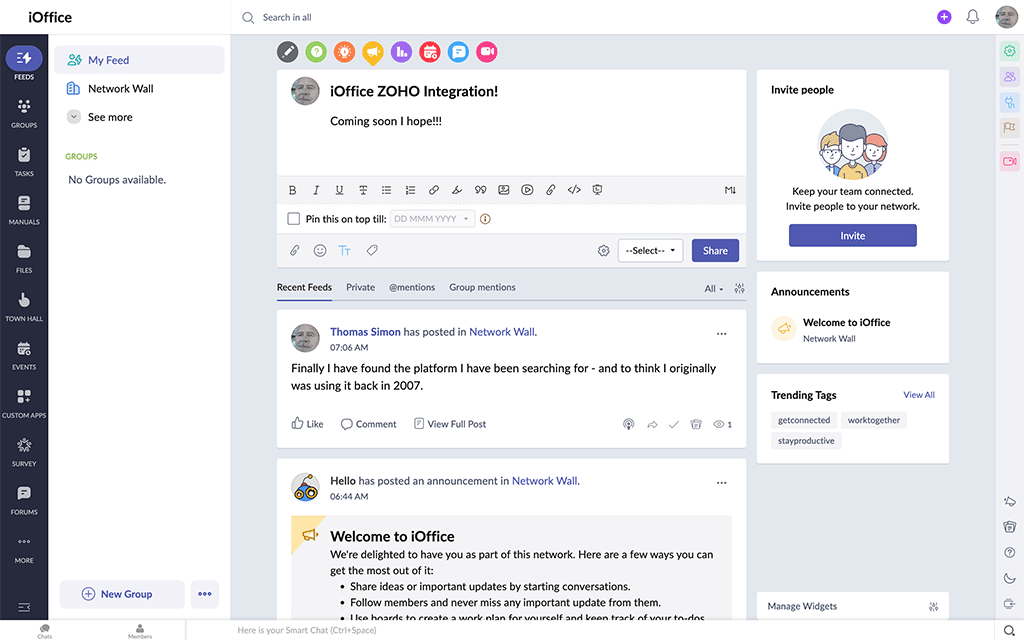 iOffice
Search in all
FEEDS
GROUPS
TASKS
MANUALS
FILES
TOWN HALL
EVENTS
CUSTOM APPS
SURVEY
FORUMS
MORE
My Feed
Network Wall
See more
GROUPS
No Groups available.
New Group
iOffice ZOHO Integration!
Coming soon I hope!!!
B I U T M↓
Pin this on top till: DD MMM YYYY
TT --Select-- Share
Recent Feeds Private @mentions Group mentions All
Thomas Simon has posted in Network Wall.
07:06 AM
Finally I have found the platform I have been searching for - and to think I originally
was using it back in 2007.
Like Comment View Full Post 1
Hello has posted an announcement in Network Wall.
06:44 AM
Welcome to iOffice
We're delighted to have you as part of this network. Here are a few ways you can
get the most out of it:
• Share ideas or important updates by starting conversations.
• Follow members and never miss any important update from them.
• Use boards to create a work plan for yourself and keep track of your to-dos
Invite people
Keep your team connected.
Invite people to your network.
Invite
Announcements
Welcome to iOffice
Network Wall
Trending Tags View All
getconnected worktogether
stayproductive
Manage Widgets
Chats Members Here is your Smart Chat (Ctrl+Space)